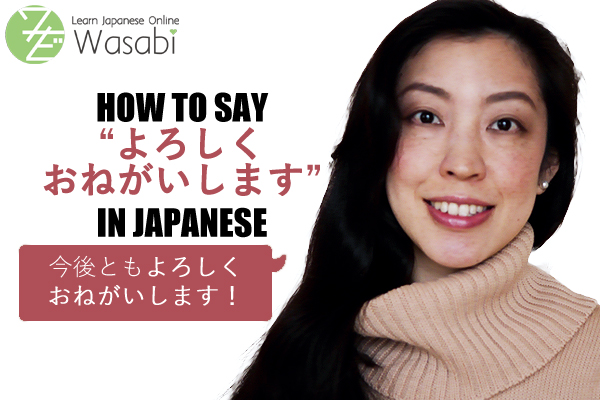 Learn Japanese Online
Wasabi
HOW TO SAY
“よろしく
おねがいします”
IN JAPANESE
今後ともよろしく
おねがいします！